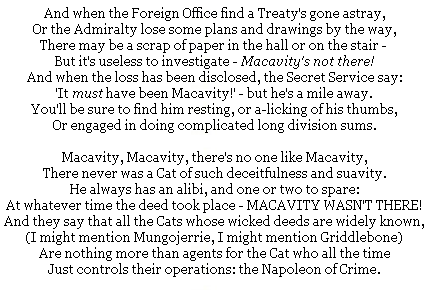 And when the Foreign Office find a Treaty's gone astray,
Or the Admiralty lose some plans and drawings by the way,
There may be a scrap of paper in the hall or on the stair -
But it's useless to investigate - Macavity's not there!
And when the loss has been disclosed, the Secret Service say:
'It must have been Macavity!' - but he's a mile away.
You'll be sure to find him resting, or a-licking of his thumbs,
Or engaged in doing complicated long division sums.

Macavity, Macavity, there's no one like Macavity,
There never was a Cat of such deceitfulness and suavity.
He always has an alibi, and one or two to spare:
At whatever time the deed took place - MACAVITY WASN'T THERE!
And they say that all the Cats whose wicked deeds are widely known,
(I might mention Mungojerrie, I might mention Griddlebone)
Are nothing more than agents for the Cat who all the time
Just controls their operations: the Napoleon of Crime.